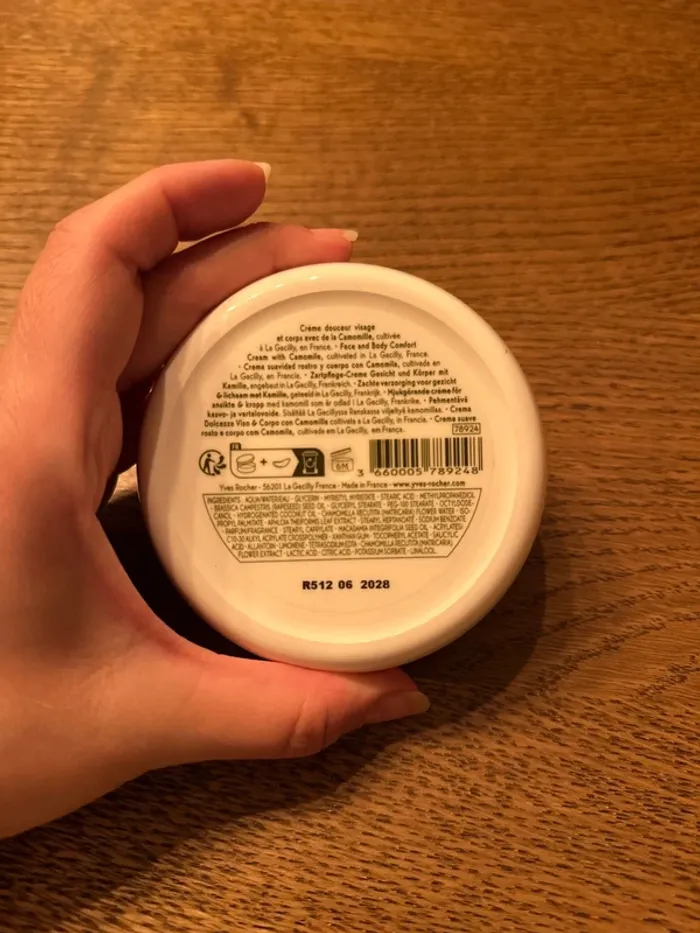 Crème douceur visage
et corps avec de la Camomille, cultivée
à La Gacilly, en France. • Face and Body Comfort
Cream with Camomile, cultivated in La Gacilly, France.
• Crema suavidad rostro y cuerpo con Camomila, cultivada en
La Gacilly, en Francia. • Zartpflege-Creme Gesicht und Körper mit
Kamille, angebaut in La Gacilly, Frankreich. • Zachte verzorging voor gezicht
& lichaam met Kamille, geteeld in La Gacilly, Frankrijk. • Mjukgörande crème för
ansikte & kropp med kamomill som är odlad i La Gacilly, Frankrike. • Pehmentävä
kasvo- ja vartalovoide. Sisältää La Gacillyssa Ranskassa viljeltyä kamomillaa. • Crema
Dolcezza Viso & Corpo con Camomilla coltivata a La Gacilly, in Francia. • Creme suave
rosto e corpo com Camomila, cultivada em La Gacilly, em França.
78924
FR
+
6M
3 660005 789248
Yves Rocher - 56201 La Gacilly France - Made in France - www.yves-rocher.com
INGREDIENTS : AQUA/WATER/EAU • GLYCERIN • MYRISTYL MYRISTATE • STEARIC ACID • METHYLPROPANEDIOL
• BRASSICA CAMPESTRIS (RAPESEED) SEED OIL • GLYCERYL STEARATE • PEG-100 STEARATE • OCTYLDODE-
CANOL • HYDROGENATED COCONUT OIL • CHAMOMILLA RECUTITA (MATRICARIA) FLOWER WATER • ISO-
PROPYL PALMITATE • APHLOIA THEIFORMIS LEAF EXTRACT • STEARYL HEPTANOATE • SODIUM BENZOATE
• PARFUM/FRAGRANCE • STEARYL CAPRYLATE • MACADAMIA INTEGRIFOLIA SEED OIL • ACRYLATES/
C10-30 ALKYL ACRYLATE CROSSPOLYMER • XANTHAN GUM • TOCOPHERYL ACETATE • SALICYLIC
ACID • ALLANTOIN • LIMONENE • TETRASODIUM EDTA • CHAMOMILLA RECUTITA (MATRICARIA)
FLOWER EXTRACT • LACTIC ACID • CITRIC ACID • POTASSIUM SORBATE • LINALOOL
R512 06 2028